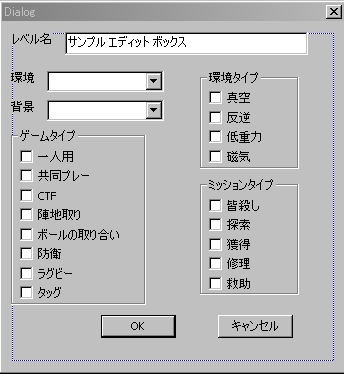 Dialog
レベル名
サンプル エディット ボックス
環境
背景
ゲームタイプ
一人用
共同プレー
CTF
陣地取り
ボールの取り合い
防衛
ラグビー
タッグ
環境タイプ
真空
反逆
低重力
磁気
ミッションタイプ
皆殺し
探索
獲得
修理
救助
OK
キャンセル